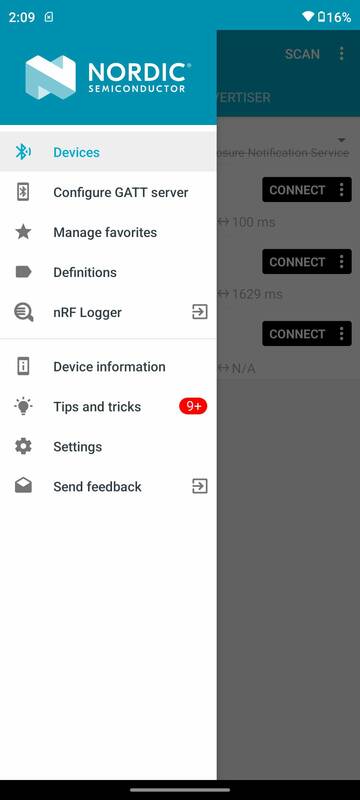 2:09
16%
NORDIC®
SEMICONDUCTOR
SCAN
VERTISER
Devices
osure Notification Service
Configure GATT server
CONNECT
Manage favorites
100 ms
Definitions
CONNECT
nRF Logger
1629 ms
CONNECT
Device information
N/A
Tips and tricks
9+
Settings
Send feedback